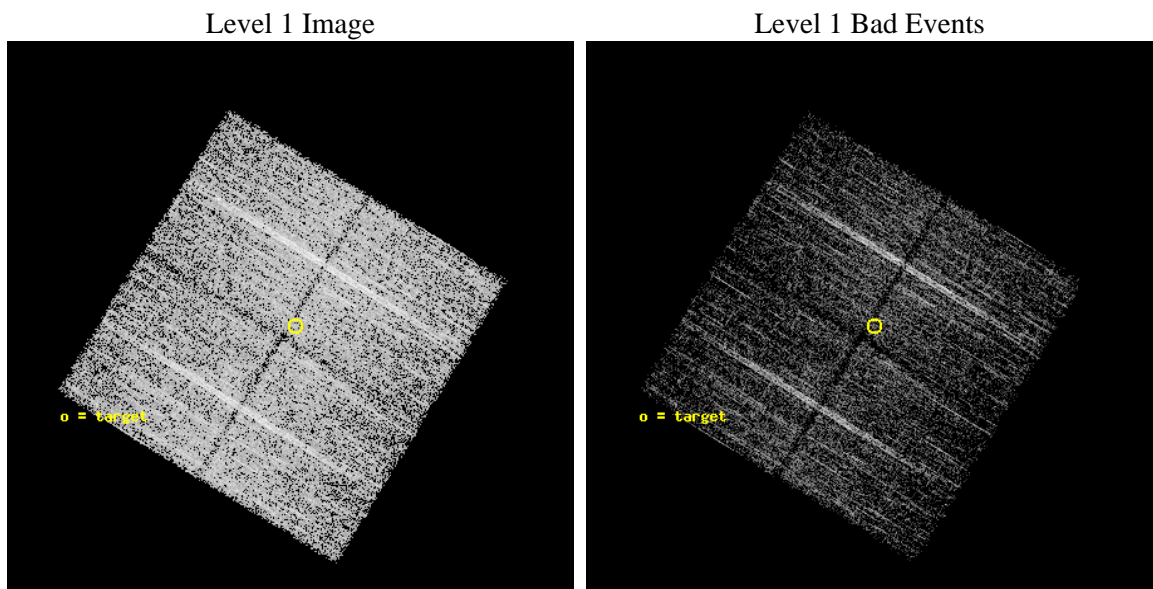 Level 1 Image
Level 1 Bad Events
o = target
o = target